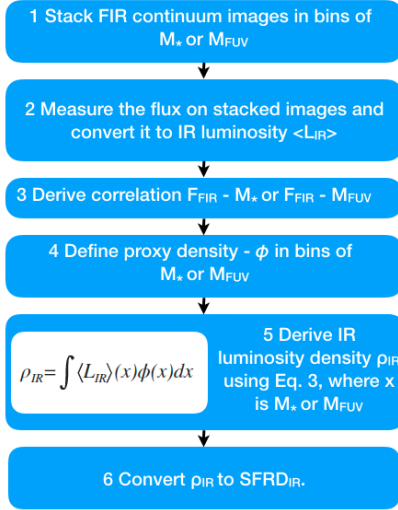 1 Stack FIR continuum images in bins of
M* or MFUV
2 Measure the flux on stacked images and
convert it to IR luminosity <LIR>
3 Derive correlation FFIR - M* or FFIR - MFUV
4 Define proxy density - ϕ in bins of
M* or MFUV
ρIR=∫⟨LIR⟩(x)ϕ(x)dx
5 Derive IR
luminosity density ρIR
using Eq. 3, where x
is M* or MFUV
6 Convert ρIR to SFRDIR.